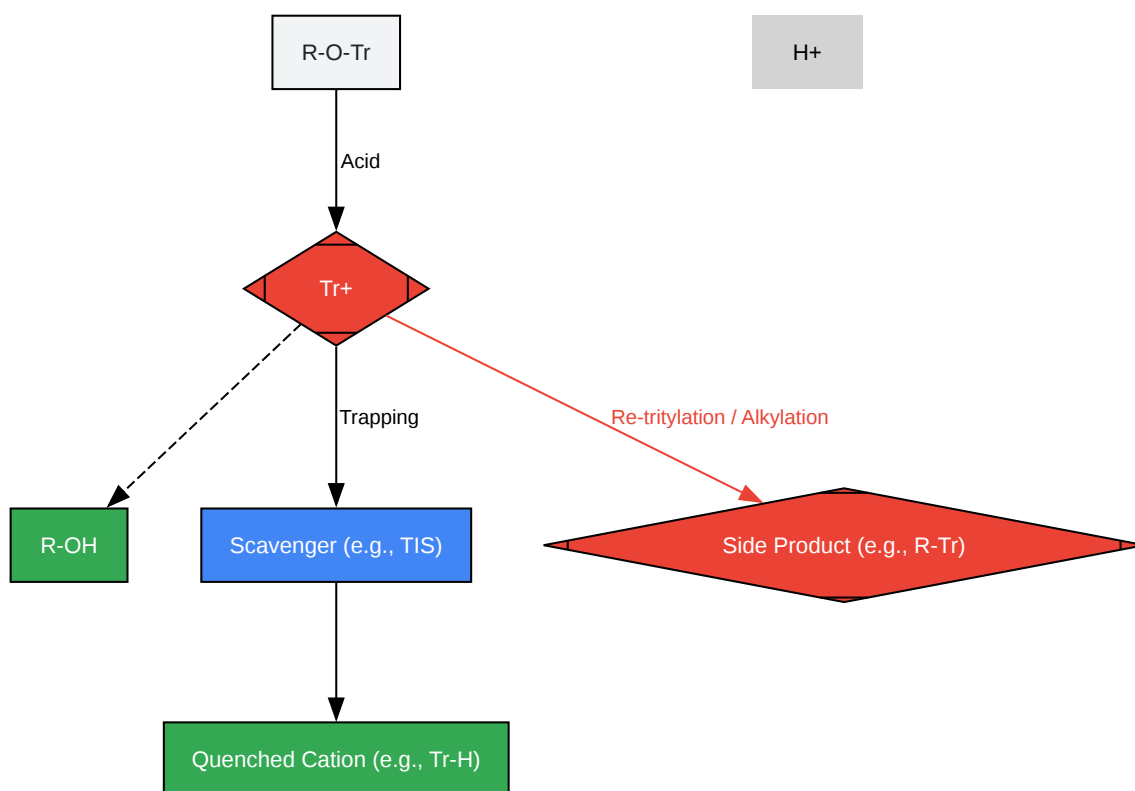 R-O-Tr
H+
Acid
Tr+
Trapping
Re-tritylation / Alkylation
R-OH
Scavenger (e.g., TIS)
Side Product (e.g., R-Tr)
Quenched Cation (e.g., Tr-H)